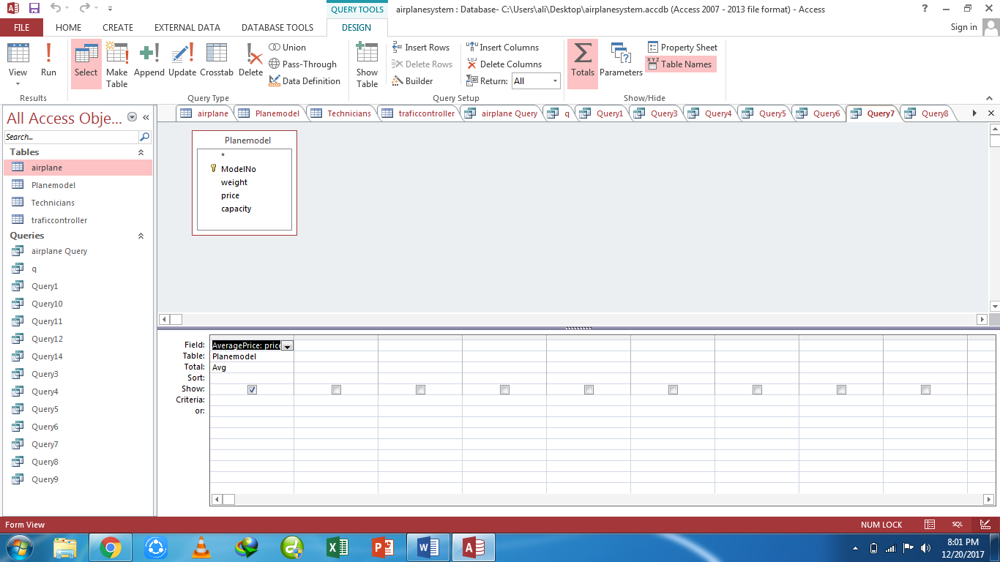 QUERY TOOLS
airplanesystem : Database- C:\Users\ali\Desktop\airplanesystem.accdb (Access 2007 - 2013 file format) - Access
?
FILE HOME CREATE EXTERNAL DATA DATABASE TOOLS DESIGN
Sign in
View
Run
Select
Make Table
Append
Update
Crosstab
Delete
Union
Pass-Through
Data Definition
Show Table
Insert Rows
Delete Rows
Builder
Insert Columns
Delete Columns
Return: All
Totals
Parameters
Property Sheet
XYZ Table Names
Results
Query Type
Query Setup
Show/Hide
All Access Obje...
Search...
Tables
airplane
Planemodel
Technicians
traficcontroller
Queries
airplane Query
q
Query1
Query10
Query11
Query12
Query14
Query3
Query4
Query5
Query6
Query7
Query8
Query9
airplane Planemodel Technicians traficcontroller airplane Query q Query1 Query3 Query4 Query5 Query6 Query7 Query8
Planemodel
*
ModelNo
weight
price
capacity
Field: AveragePrice: price
Table: Planemodel
Total: Avg
Sort:
Show:
Criteria:
or:
Form View
NUM LOCK
SQL
8:01 PM
12/20/2017